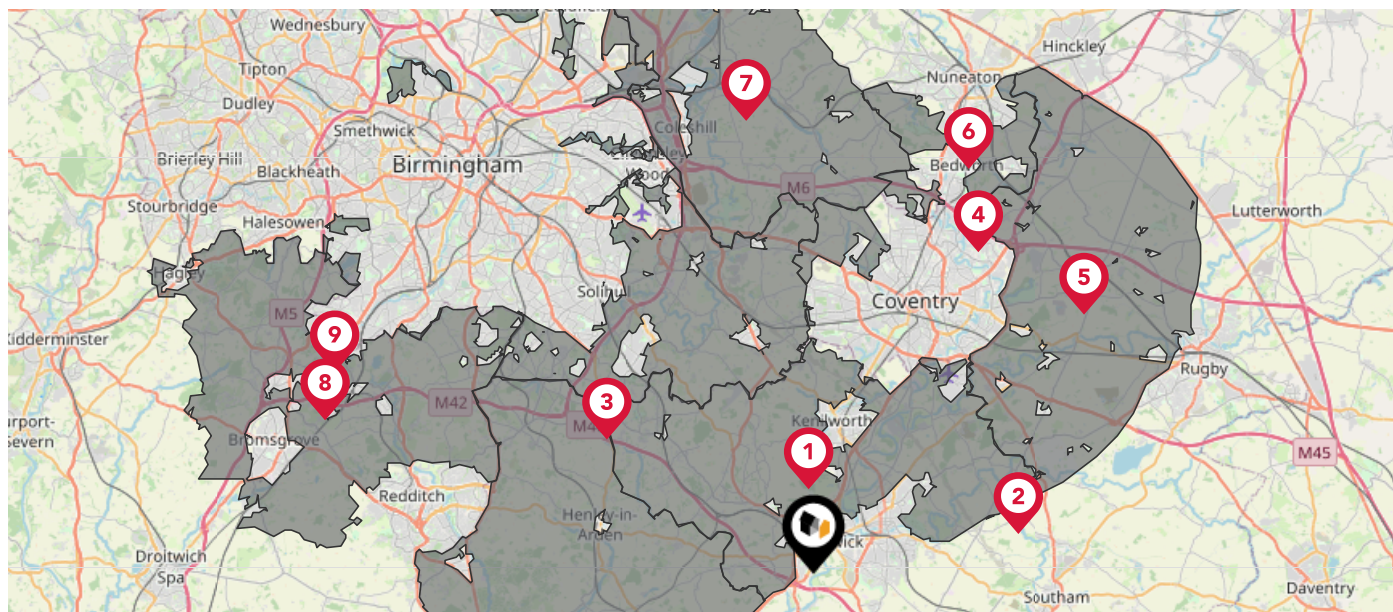 Wednesbury
Hinckley
Tipton
Nuneaton
7
Dudley
Smethwick
Coleshill
6
Brierley Hill
Birmingham
Bedworth
Blackheath
Wood
M6
Stourbridge
4
Lutterworth
Halesowen
Hagley
5
Solihull
Coventry
M5
9
Kidderminster
Rugby
8
3
M42
Kenilworth
Bromsgrove
M45
1
2
Redditch
Henley-in-
Arden
Droitwich
Spa
Southam
Daventry